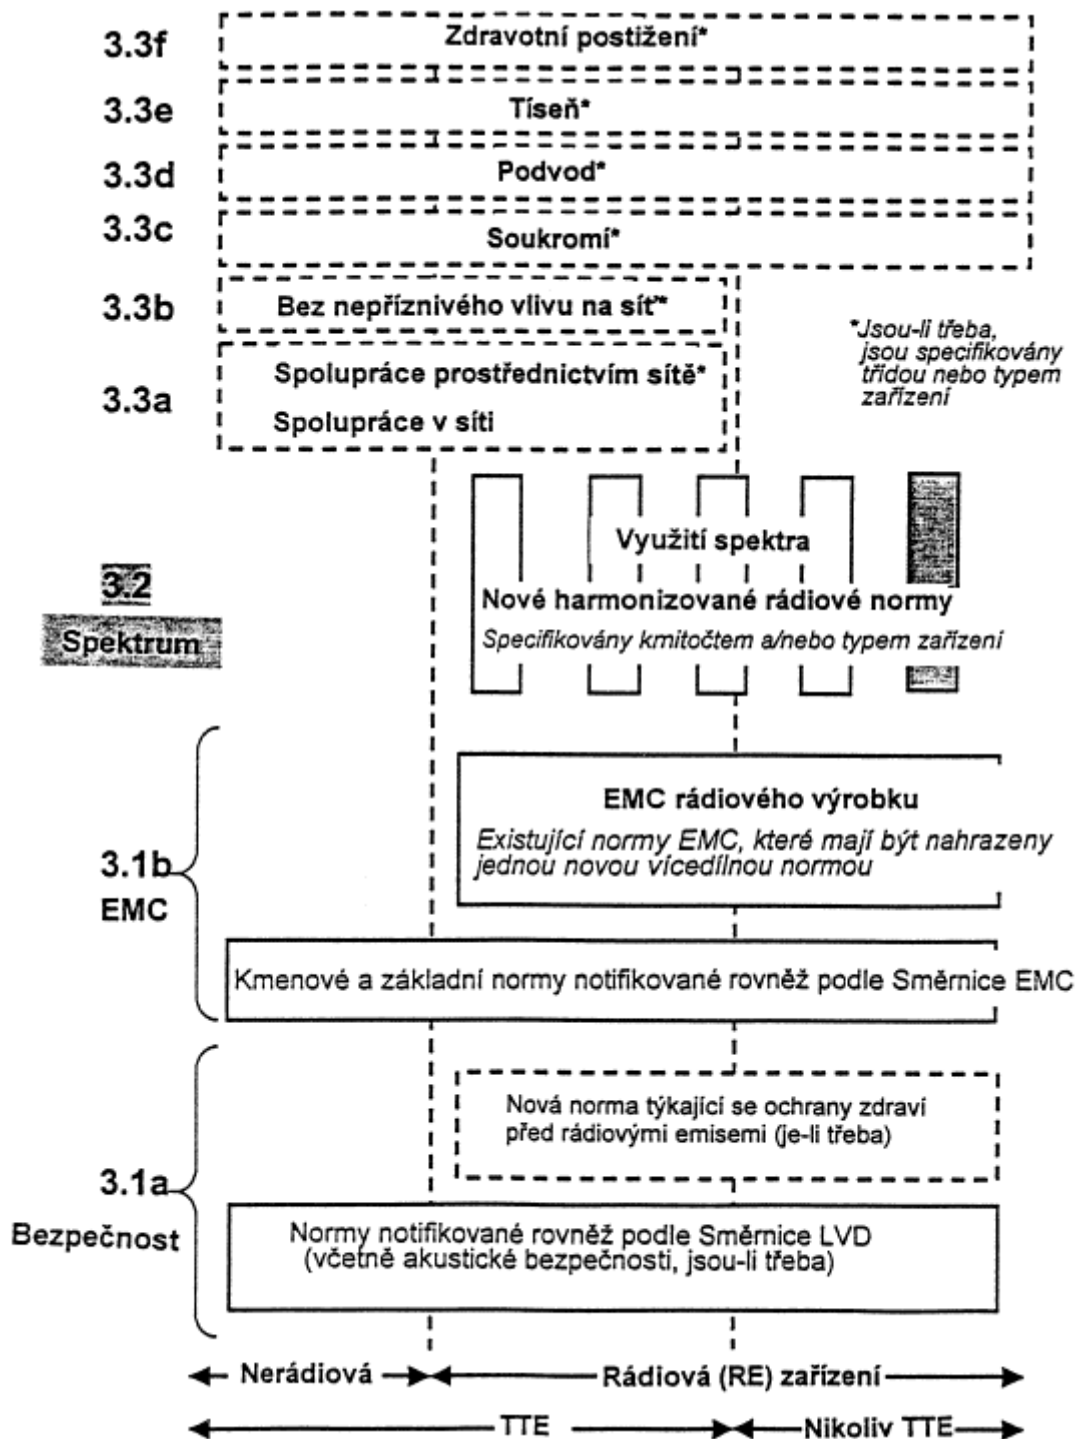 3.3f
Zdravotní postižení*
3.3e
Tíseň*
3.3d
Podvod*
3.3c
Soukromí*
3.3b
Bez nepříznivého vlivu na síť*
3.3a
Spolupráce prostřednictvím sítě*
Spolupráce v síti
*Jsou-li třeba,
jsou specifikovány
třídou nebo typem
zařízení
3.2
Spektrum
Využití spektra
Nové harmonizované rádiové normy
Specifikovány kmitočtem a/nebo typem zařízení
3.1b
EMC
EMC rádiového výrobku
Existující normy EMC, které mají být nahrazeny
jednou novou vícedílnou normou
Kmenové a základní normy notifikované rovněž podle Směrnice EMC
3.1a
Bezpečnost
Nová norma týkající se ochrany zdraví
před rádiovými emisemi (je-li třeba)
Normy notifikované rovněž podle Směrnice LVD
(včetně akustické bezpečnosti, jsou-li třeba)
Nerádiová
Rádiová (RE) zařízení
TTE
Nikoliv TTE